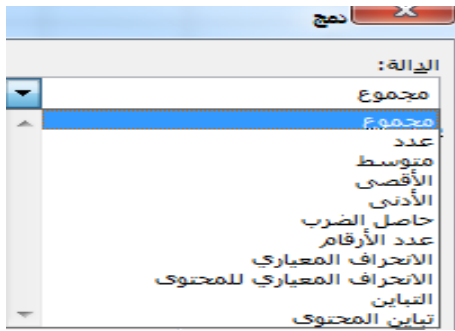 دمج
الدالة:
مجموع
مجموع
عدد
متوسط
الأقصى
الأدنى
حاصل الضرب
عدد الأرقام
الانحراف المعياري
الانحراف المعياري للمحتوى
التباين
تباين المحتوى